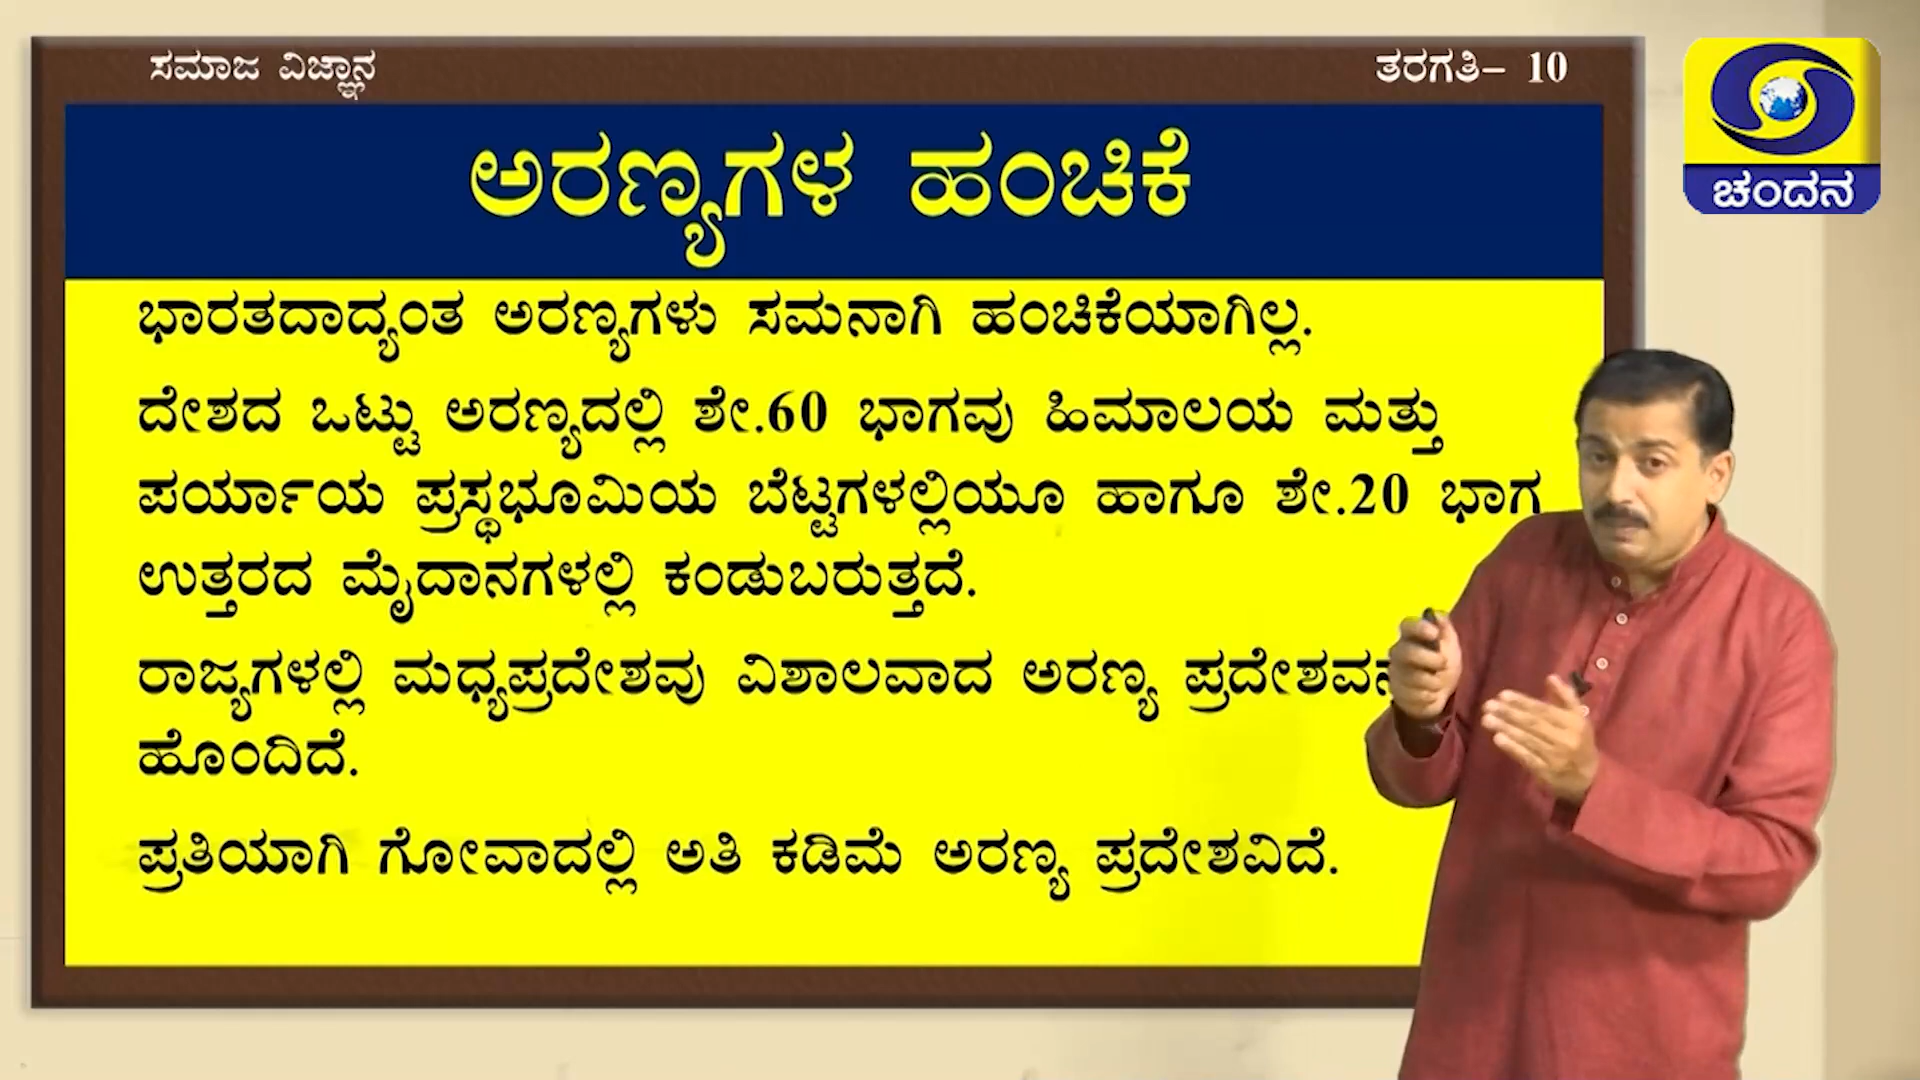 ಸಮಾಜ ವಿಜ್ಞಾನ
ತರಗತಿ– 10
ಚಂದನ
ಅರಣ್ಯಗಳ ಹಂಚಿಕೆ
ಭಾರತದಾದ್ಯಂತ ಅರಣ್ಯಗಳು ಸಮನಾಗಿ ಹಂಚಿಕೆಯಾಗಿಲ್ಲ.
ದೇಶದ ಒಟ್ಟು ಅರಣ್ಯದಲ್ಲಿ ಶೇ.60 ಭಾಗವು ಹಿಮಾಲಯ ಮತ್ತು
ಪರ್ಯಾಯ ಪ್ರಸ್ಥಭೂಮಿಯ ಬೆಟ್ಟಗಳಲ್ಲಿಯೂ ಹಾಗೂ ಶೇ.20 ಭಾಗ
ಉತ್ತರದ ಮೈದಾನಗಳಲ್ಲಿ ಕಂಡುಬರುತ್ತದೆ.
ರಾಜ್ಯಗಳಲ್ಲಿ ಮಧ್ಯಪ್ರದೇಶವು ವಿಶಾಲವಾದ ಅರಣ್ಯ
ಹೊಂದಿದೆ.
ಪ್ರತಿಯಾಗಿ ಗೋವಾದಲ್ಲಿ ಅತಿ ಕಡಿಮೆ ಅರಣ್ಯ ಪ್ರದೇಶವಿದೆ.